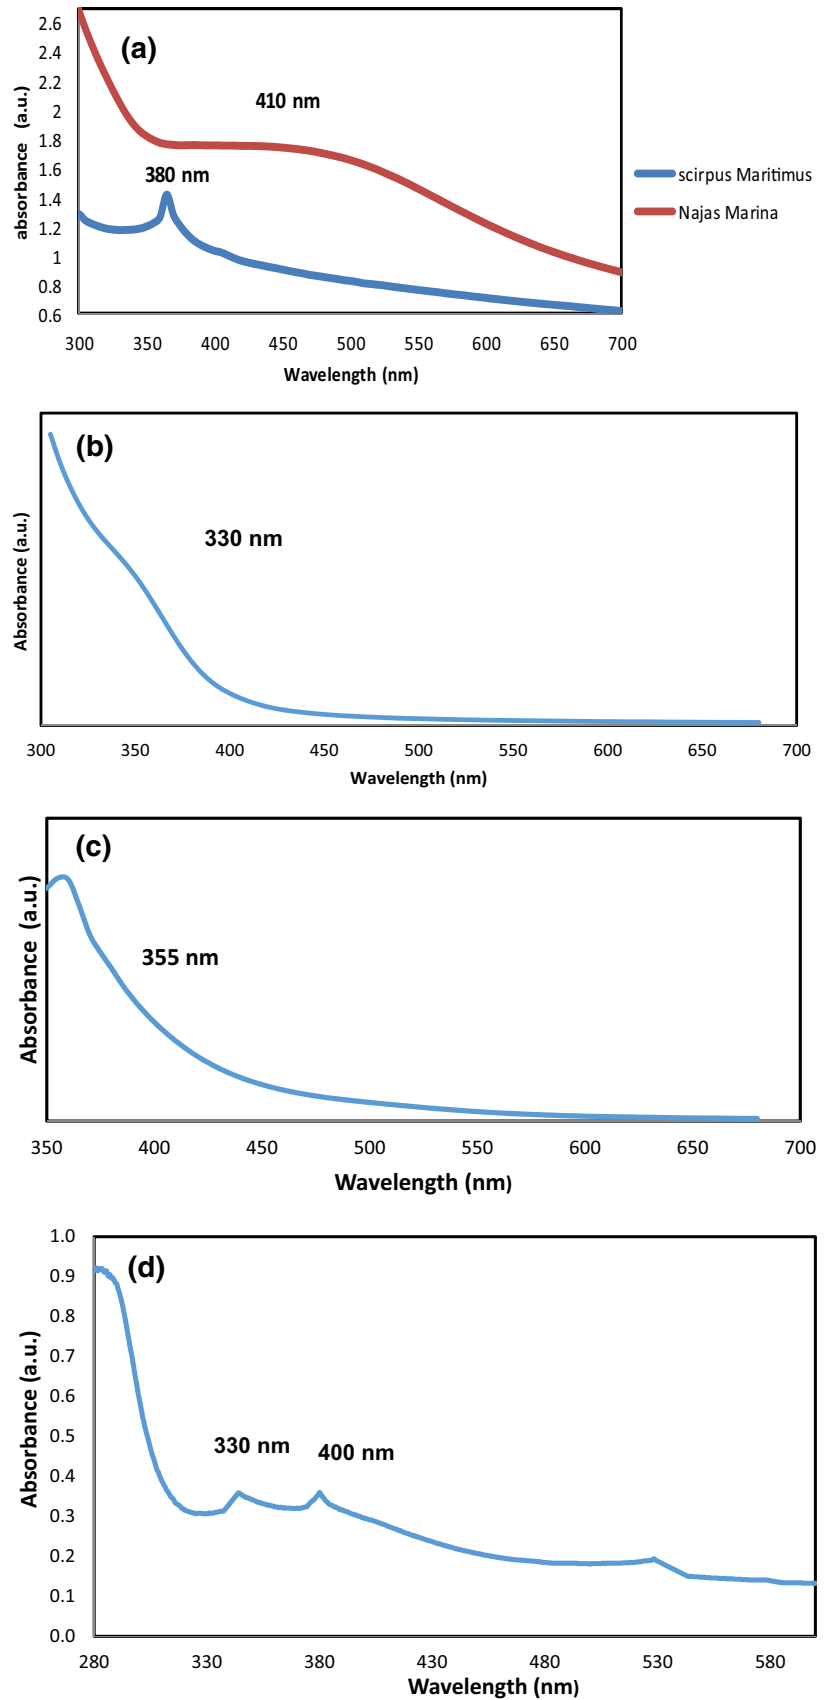 (a)
2.6
2.4
2.2
2
1.8
1.6
1.4
1.2
1
0.8
0.6
absorbance (a.u.)
410 nm
380 nm
scirpus Maritimus
Najas Marina
300 350 400 450 500 550 600 650 700
Wavelength (nm)
(b)
330 nm
Absorbance (a.u.)
300 350 400 450 500 550 600 650 700
Wavelength (nm)
(c)
355 nm
Absorbance (a.u.)
350 400 450 500 550 600 650 700
Wavelength (nm)
(d)
1.0
0.9
0.8
0.7
0.6
0.5
0.4
0.3
0.2
0.1
0.0
Absorbance (a.u.)
330 nm
400 nm
280 330 380 430 480 530 580
Wavelength (nm)